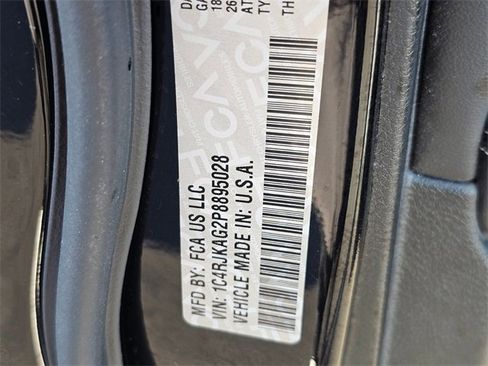 MFD BY: FCA US LLC
VIN: 1C4RJKAG2P8895028
VEHICLE MADE IN: U.S.A.